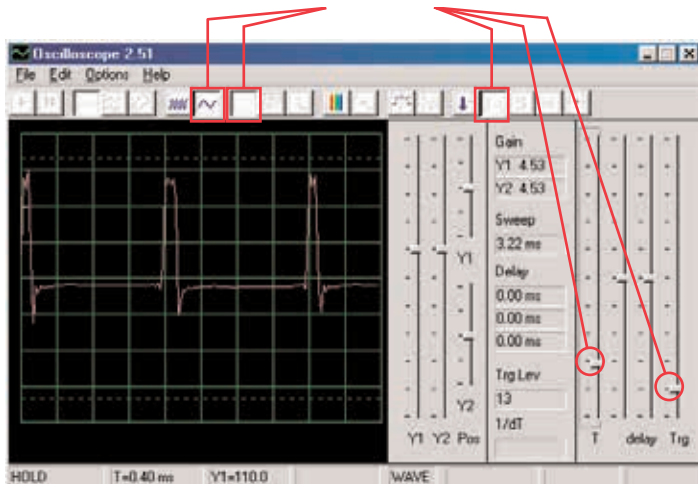 Oscilloscope 2.51
File Edit Options Help
Gain
Y1 4.53
Y2 4.53
Sweep
3.22 ms
Y1
Delay
0.00 ms
0.00 ms
0.00 ms
Trg Lev
13
Y2
1/dT
Y1 Y2 Pos
T delay Trg
HOLD T=0.40 ms Y1=110.0 WAVE